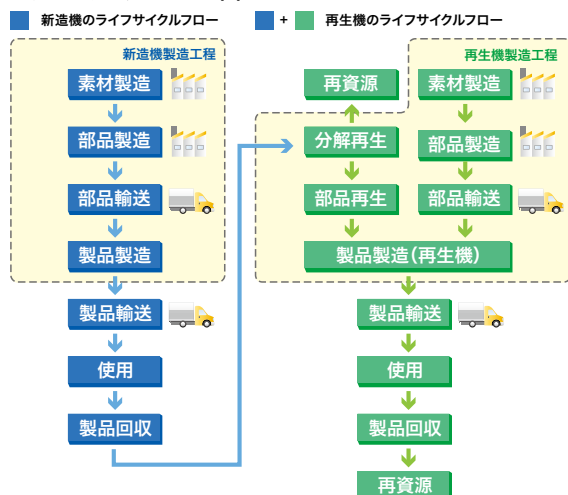 新造機のライフサイクルフロー
+
再生機のライフサイクルフロー
新造機製造工程
素材製造
部品製造
部品輸送
製品製造
製品輸送
使用
製品回収
再生機製造工程
再資源
素材製造
分解再生
部品製造
部品再生
部品輸送
製品製造(再生機)
製品輸送
使用
製品回収
再資源